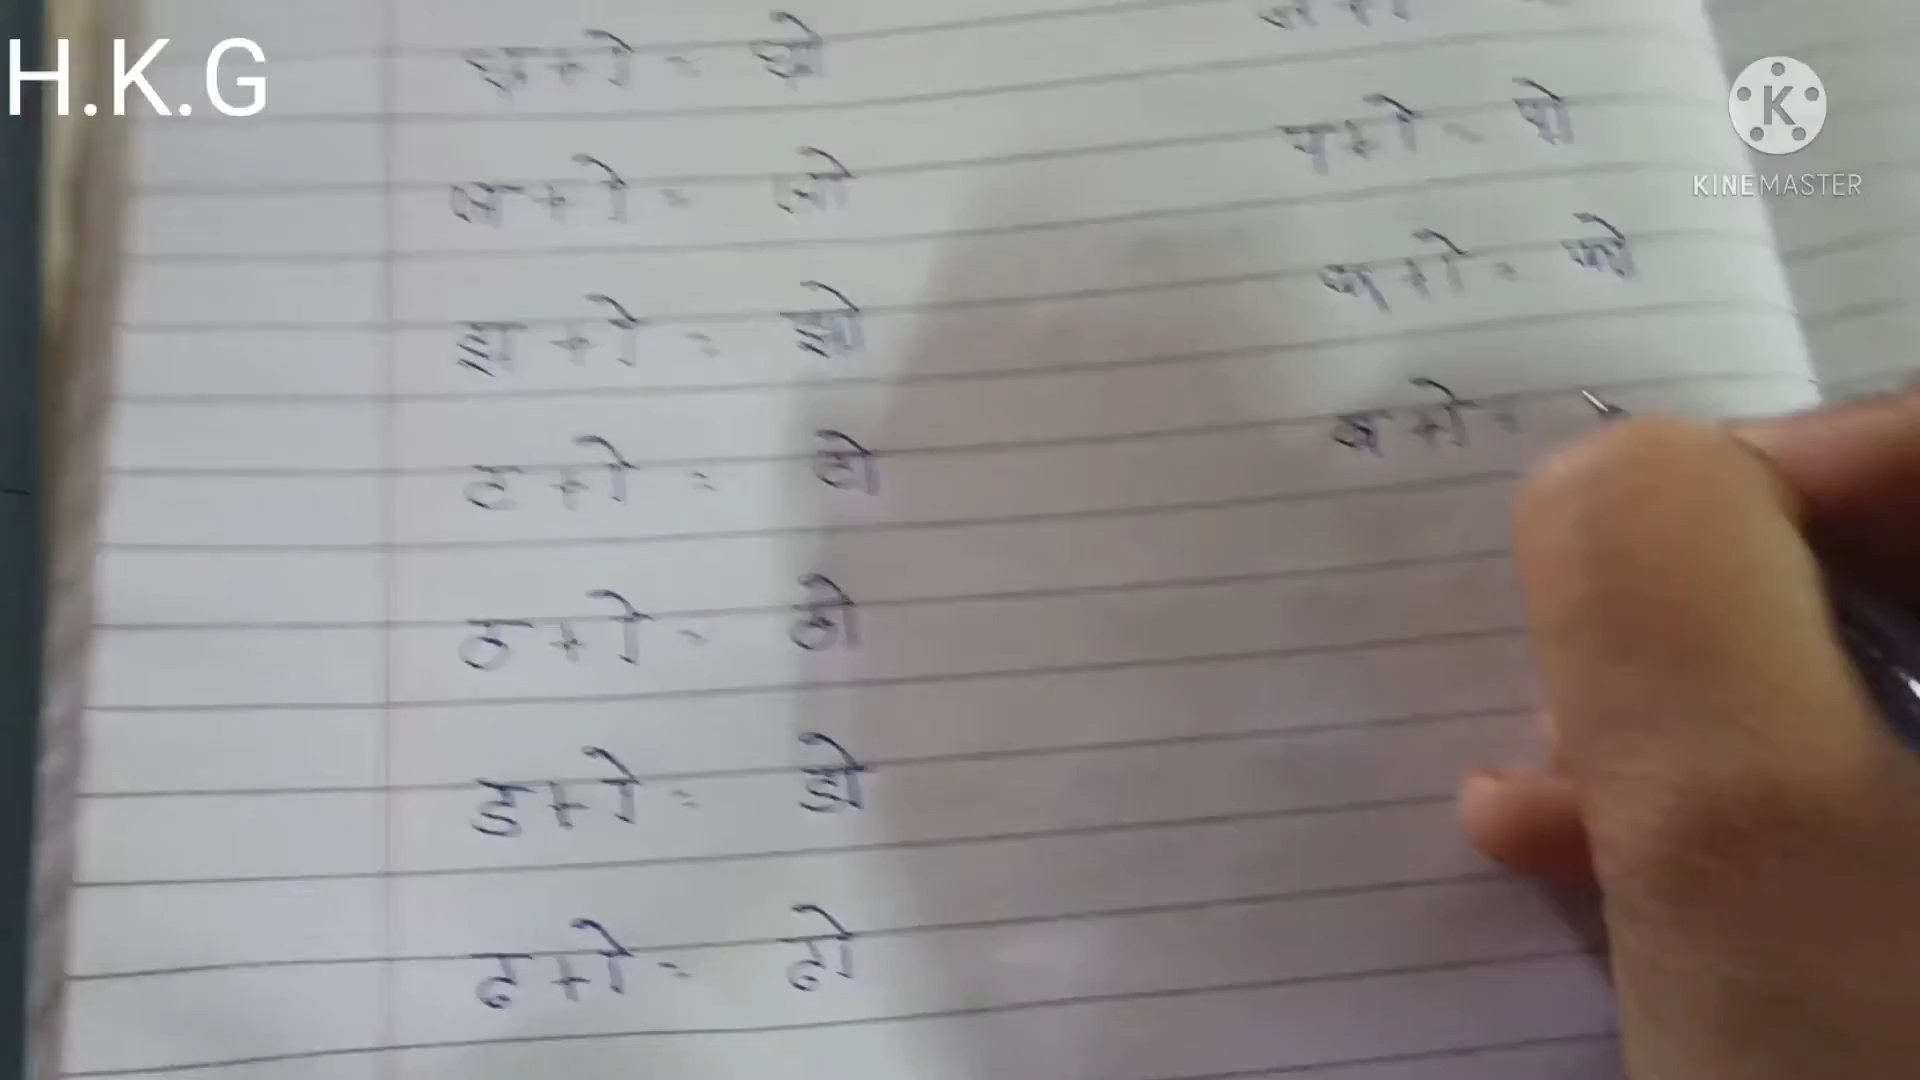 H.K.G
KINEMASTER
च + ो = चो
ज + ो = जो
झ + ो = झो
ट + ो = टो
ठ + ो = ठो
ड + ो = डो
ढ + ो = ढो
प + ो = पो
फ + ो = फो
ब + ो =